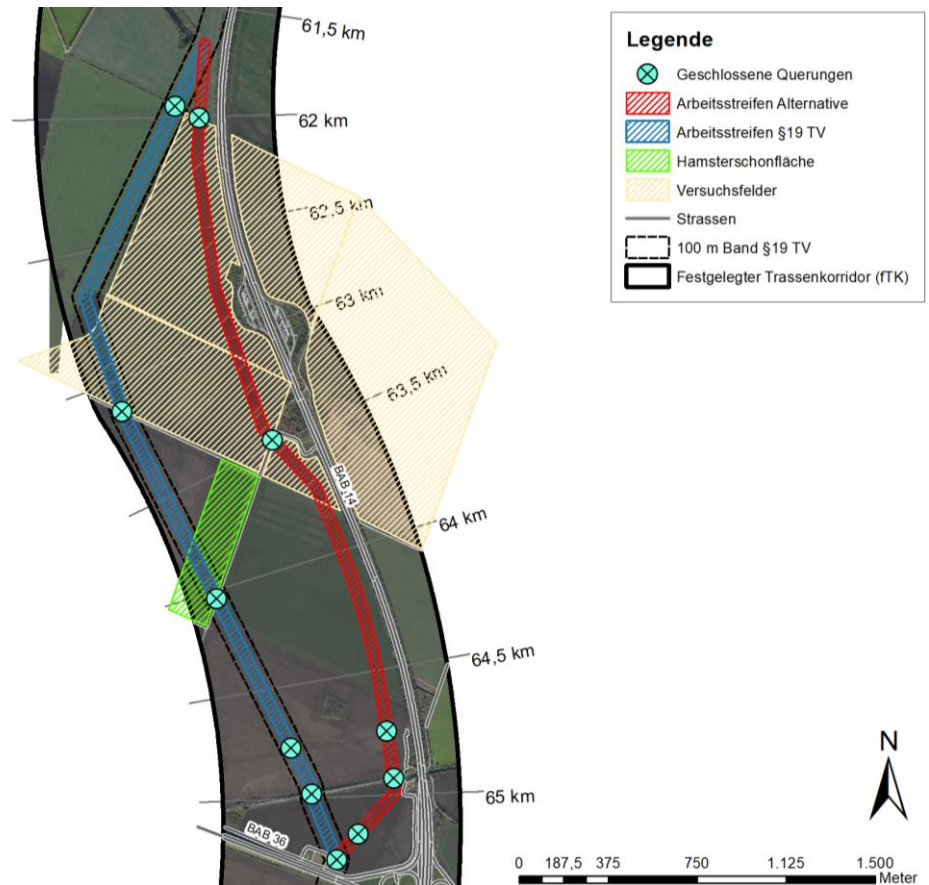 61,5 km
62 km
62,5 km
63 km
63,5 km
BAB 14
64 km
64,5 km
65 km
BAB 36
Legende
Geschlossene Querungen
Arbeitsstreifen Alternative
Arbeitsstreifen §19 TV
Hamsterschonfläche
Versuchsfelder
Strassen
100 m Band §19 TV
Festgelegter Trassenkorridor (fTK)
N
0 187,5 375 750 1.125 1.500
Meter